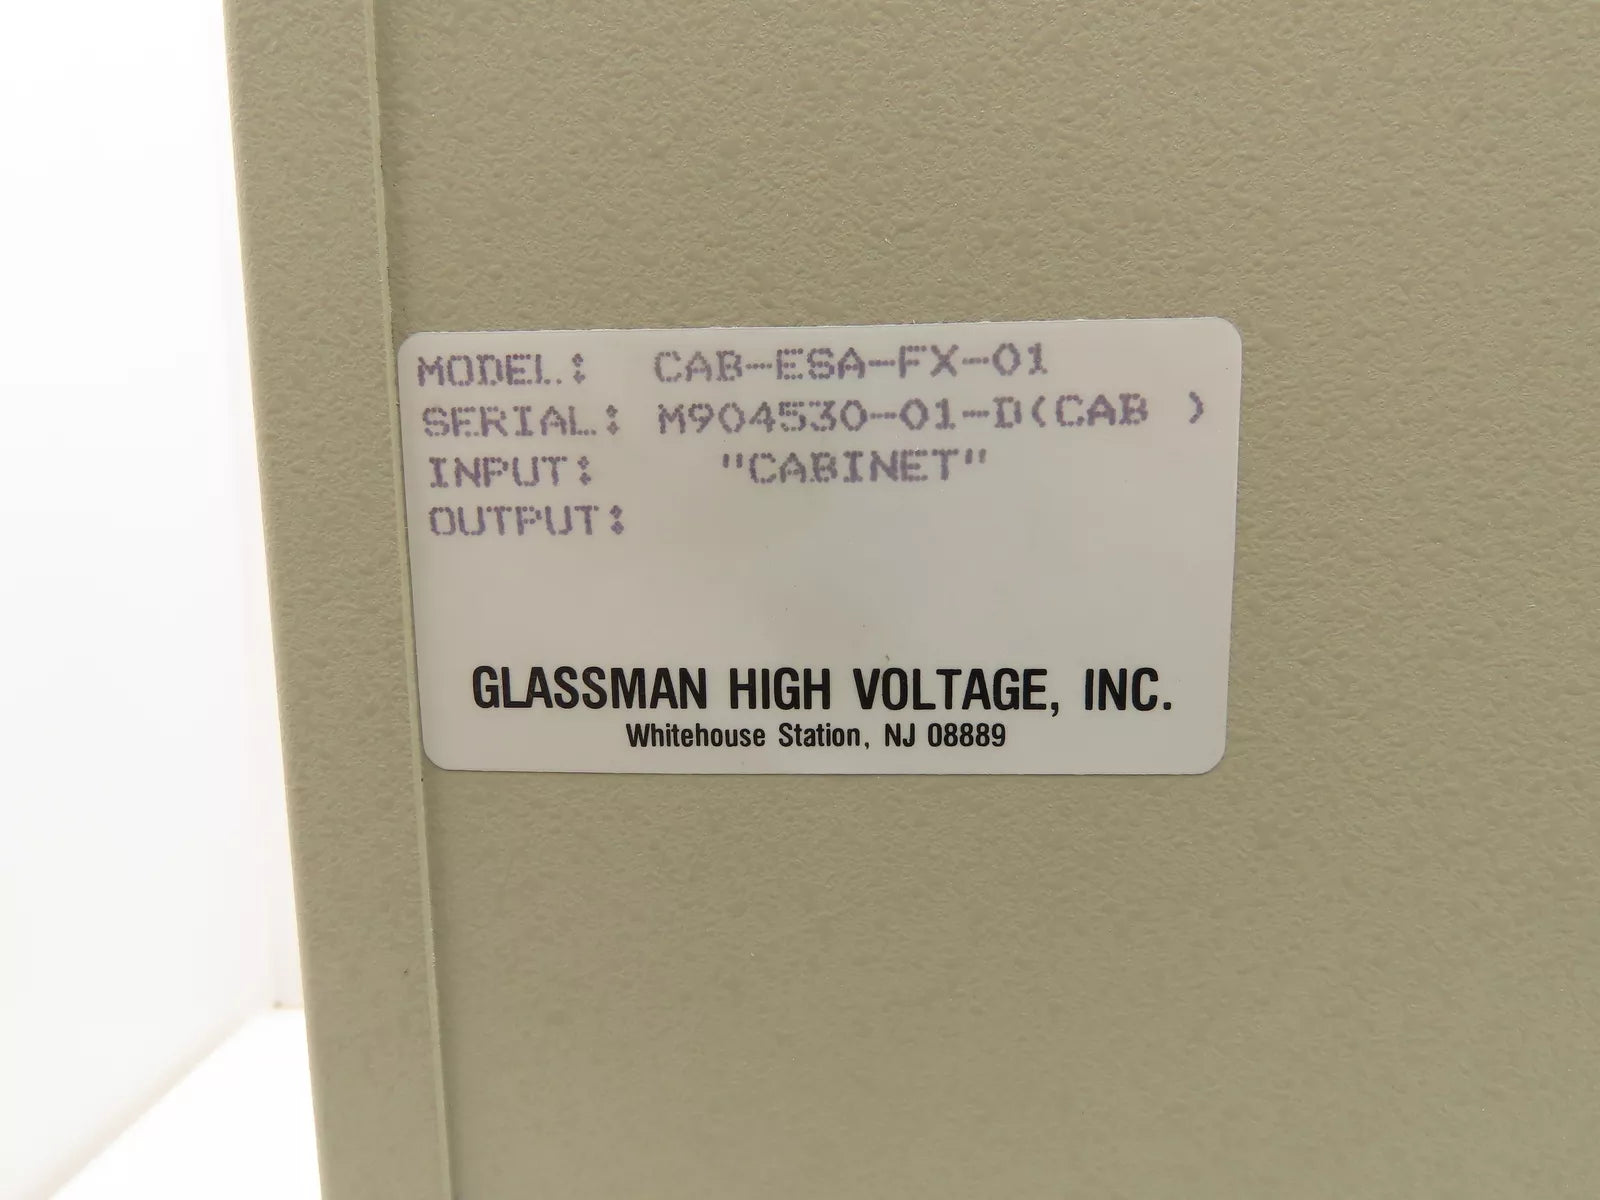 MODEL: CAB-ESA-FX-01
SERIAL: M904530-01-D(CAB )
INPUT: "CABINET"
OUTPUT:
GLASSMAN HIGH VOLTAGE, INC.
Whitehouse Station, NJ 08889